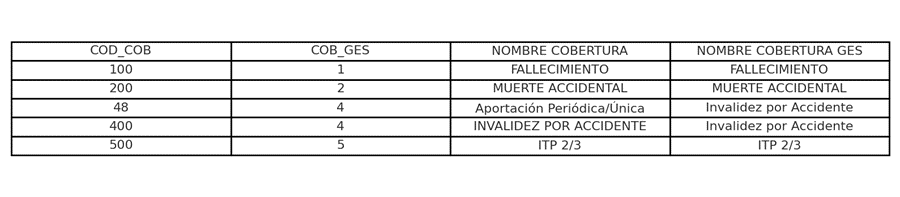 COD_COB COB_GES NOMBRE COBERTURA NOMBRE COBERTURA GES
100 1 FALLECIMIENTO FALLECIMIENTO
200 2 MUERTE ACCIDENTAL MUERTE ACCIDENTAL
48 4 Aportación Periódica/Única Invalidez por Accidente
400 4 INVALIDEZ POR ACCIDENTE Invalidez por Accidente
500 5 ITP 2/3 ITP 2/3